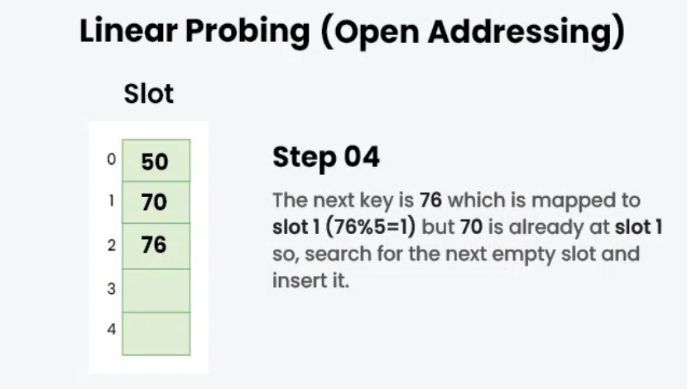 Linear Probing (Open Addressing)
Slot
0 50
1 70
2 76
3
4
Step 04
The next key is 76 which is mapped to
slot 1 (76%5=1) but 70 is already at slot 1
so, search for the next empty slot and
insert it.